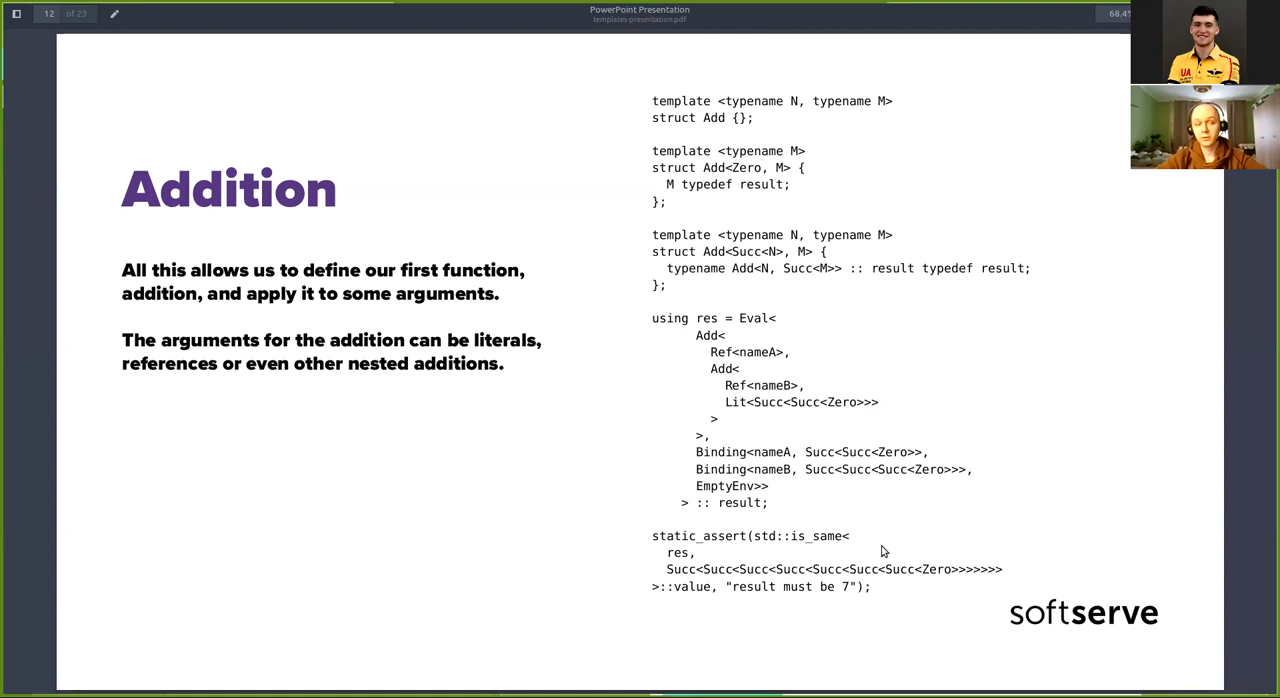 12 of 23
PowerPoint Presentation
templates-presentation.pdf
68.4%
UA
Addition
All this allows us to define our first function,
addition, and apply it to some arguments.
The arguments for the addition can be literals,
references or even other nested additions.
template <typename N, typename M>
struct Add {};
template <typename M>
struct Add<Zero, M> {
  M typedef result;
};
template <typename N, typename M>
struct Add<Succ<N>, M> {
  typename Add<N, Succ<M>> :: result typedef result;
};
using res = Eval<
      Add<
        Ref<nameA>,
        Add<
          Ref<nameB>,
          Lit<Succ<Succ<Zero>>>
        >
      >,
      Binding<nameA, Succ<Succ<Zero>>,
      Binding<nameB, Succ<Succ<Succ<Zero>>>,
      EmptyEnv>>
    > :: result;
static_assert(std::is_same<
  res,
  Succ<Succ<Succ<Succ<Succ<Succ<Succ<Zero>>>>>>>
>::value, "result must be 7");
softserve